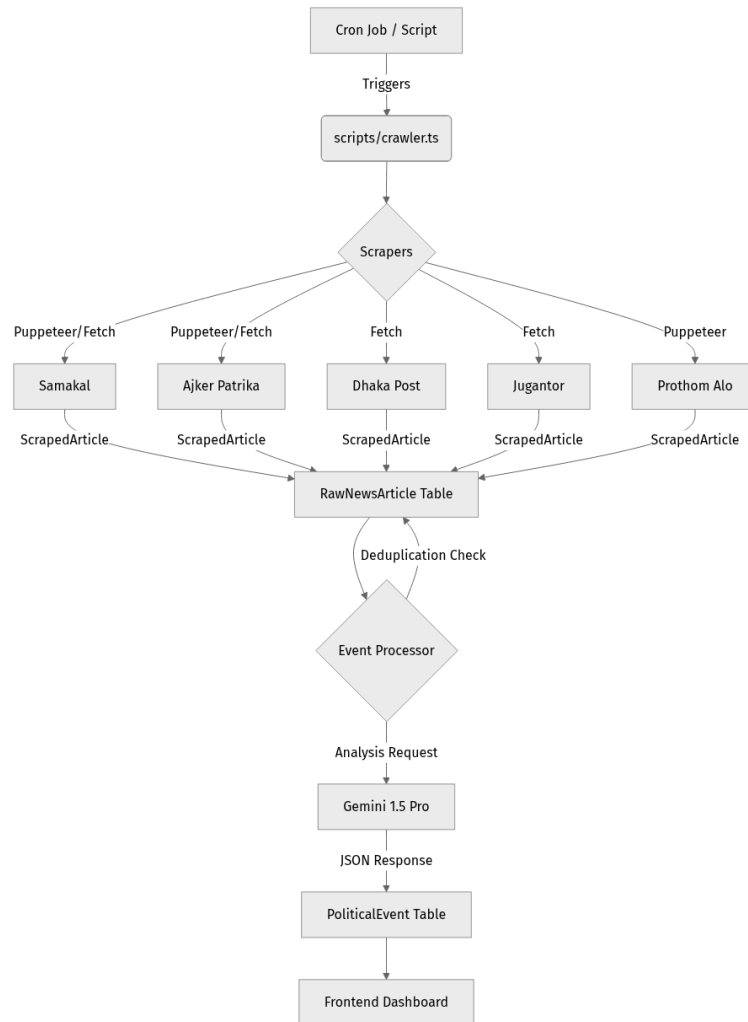 Cron Job / Script
Triggers
scripts/crawler.ts
Scrapers
Puppeteer/Fetch
Puppeteer/Fetch
Fetch
Fetch
Puppeteer
Samakal
Ajker Patrika
Dhaka Post
Jugantor
Prothom Alo
ScrapedArticle
ScrapedArticle
ScrapedArticle
ScrapedArticle
ScrapedArticle
RawNewsArticle Table
Deduplication Check
Event Processor
Analysis Request
Gemini 1.5 Pro
JSON Response
PoliticalEvent Table
Frontend Dashboard